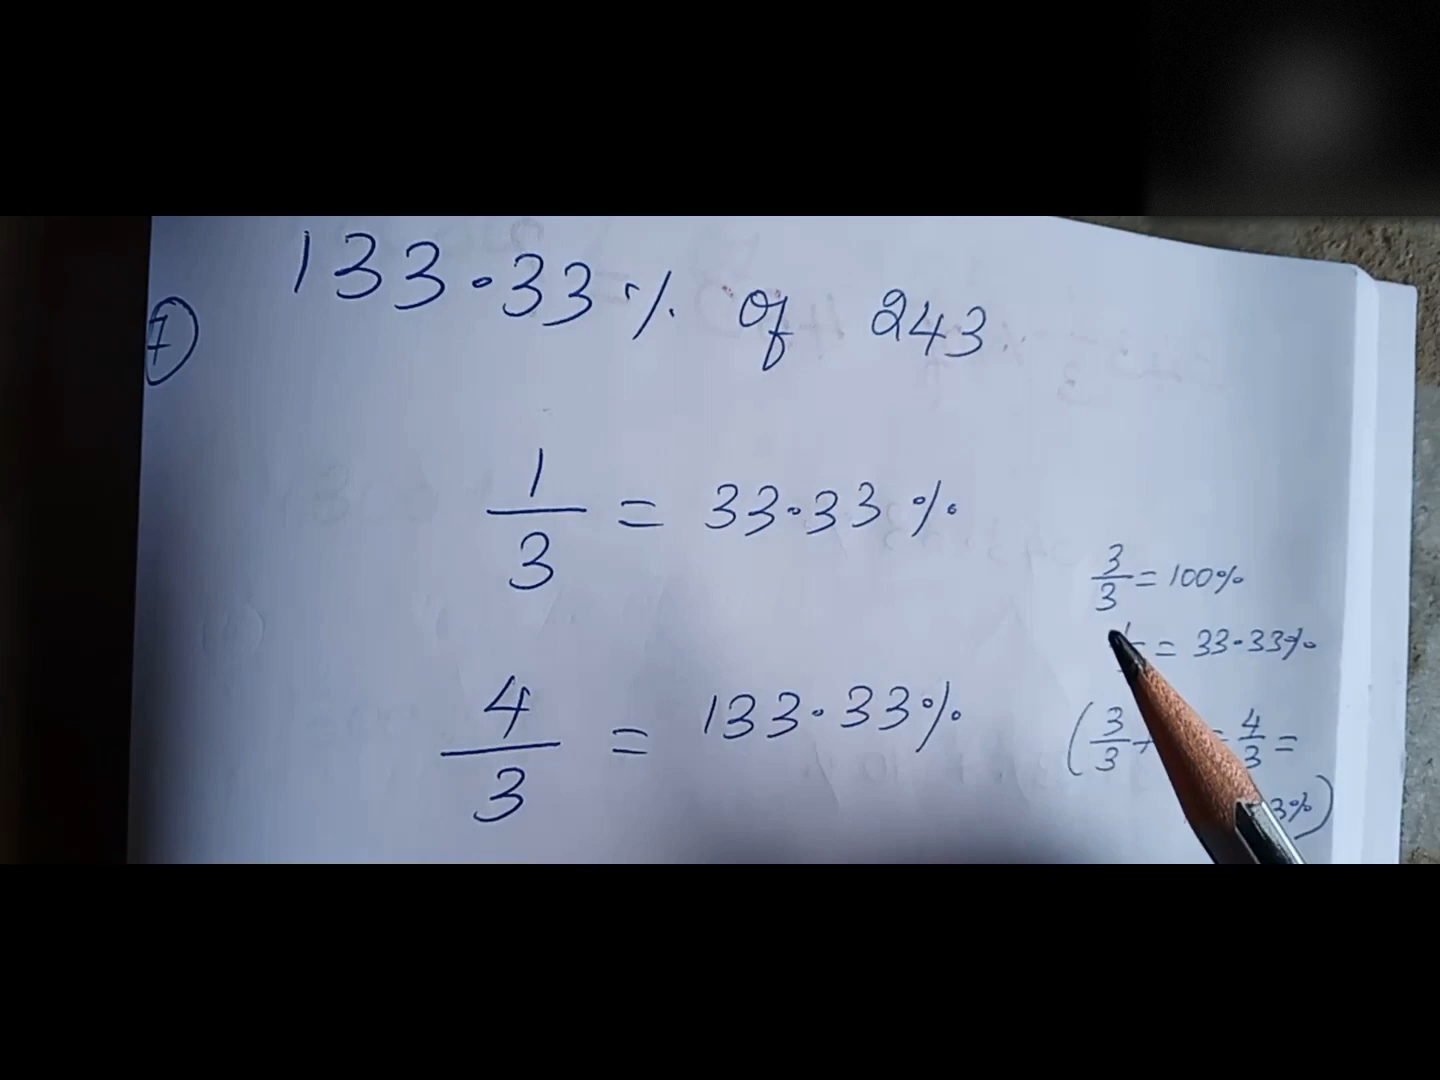 133.33% of 243
7
1/3 = 33.33%
3/3 = 100%
= 33.33%
4/3 = 133.33%
(3/3 + = 4/3 =
3%)